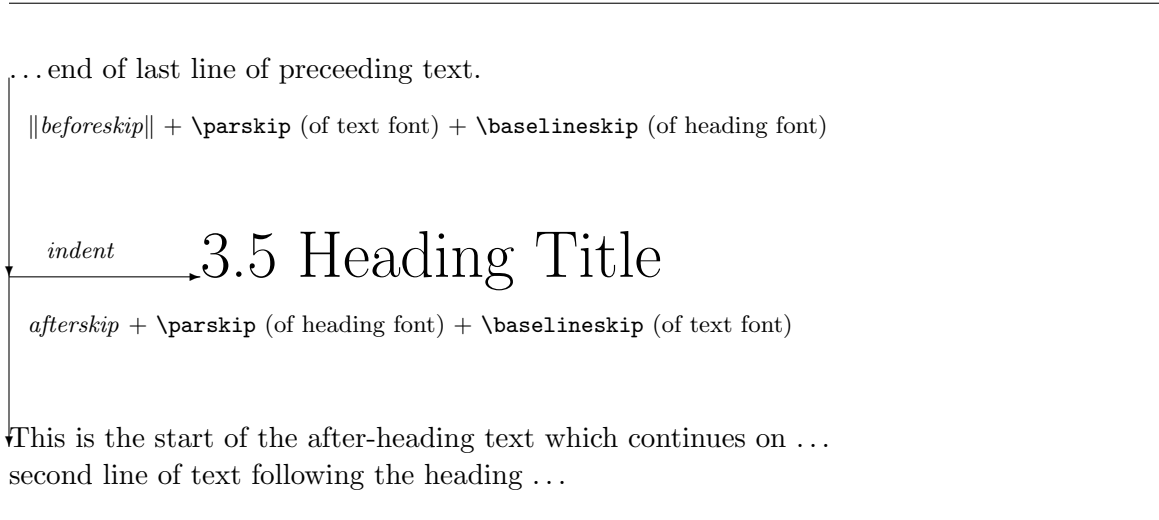 ...end of last line of preceeding text.
‖beforeskip‖ + \parskip (of text font) + \baselineskip (of heading font)
indent
3.5 Heading Title
afterskip + \parskip (of heading font) + \baselineskip (of text font)
This is the start of the after-heading text which continues on ...
second line of text following the heading ...